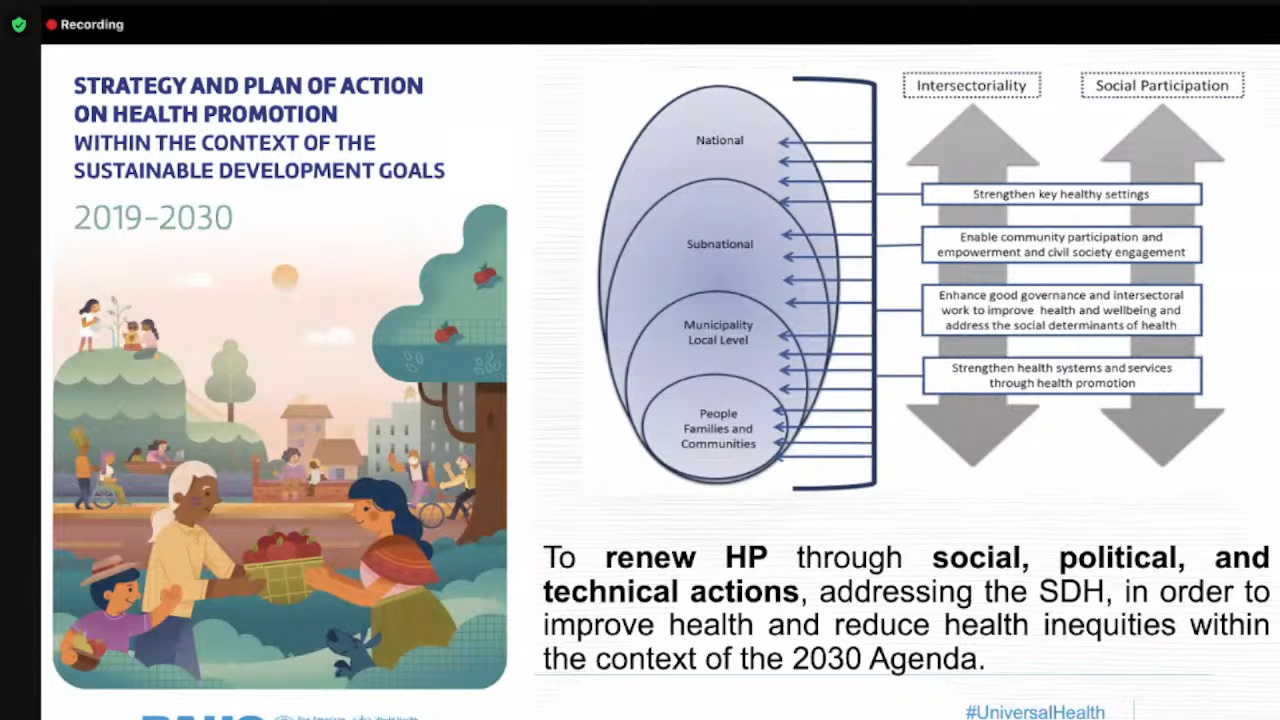 Recording
STRATEGY AND PLAN OF ACTION
ON HEALTH PROMOTION
WITHIN THE CONTEXT OF THE
SUSTAINABLE DEVELOPMENT GOALS
2019–2030
National
Subnational
Municipality
Local Level
People
Families and
Communities
Intersectoriality
Social Participation
Strengthen key healthy settings
Enable community participation and
empowerment and civil society engagement
Enhance good governance and intersectoral
work to improve health and wellbeing and
address the social determinants of health
Strengthen health systems and services
through health promotion
To renew HP through social, political, and
technical actions, addressing the SDH, in order to
improve health and reduce health inequities within
the context of the 2030 Agenda.
#UniversalHealth